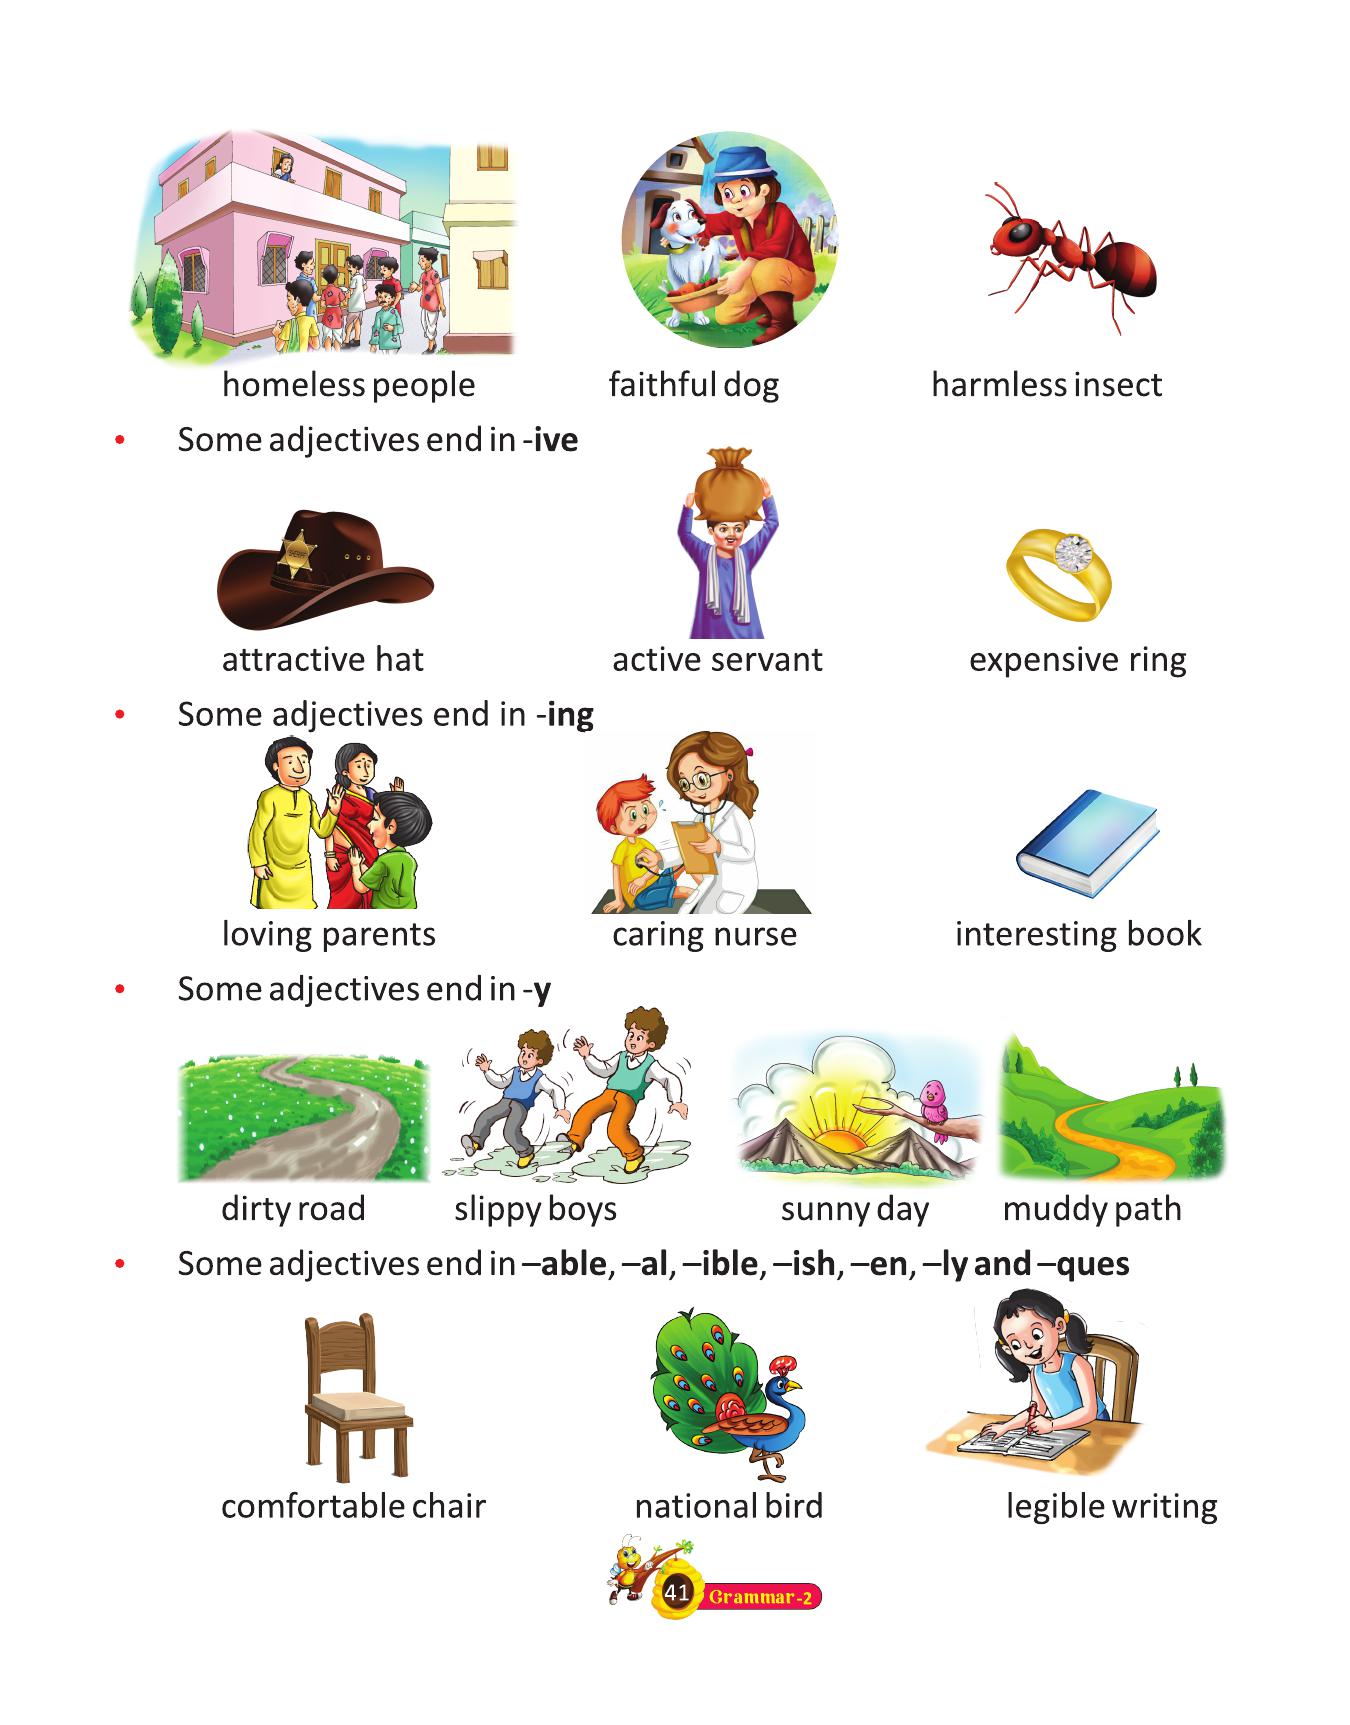 homeless people faithful dog harmless insect
• Some adjectives end in -ive
SHERIFF
attractive hat active servant expensive ring
• Some adjectives end in -ing
loving parents caring nurse interesting book
• Some adjectives end in -y
dirty road slippy boys sunny day muddy path
• Some adjectives end in –able, –al, –ible, –ish, –en, –ly and –ques
comfortable chair national bird legible writing
41 Grammar-2